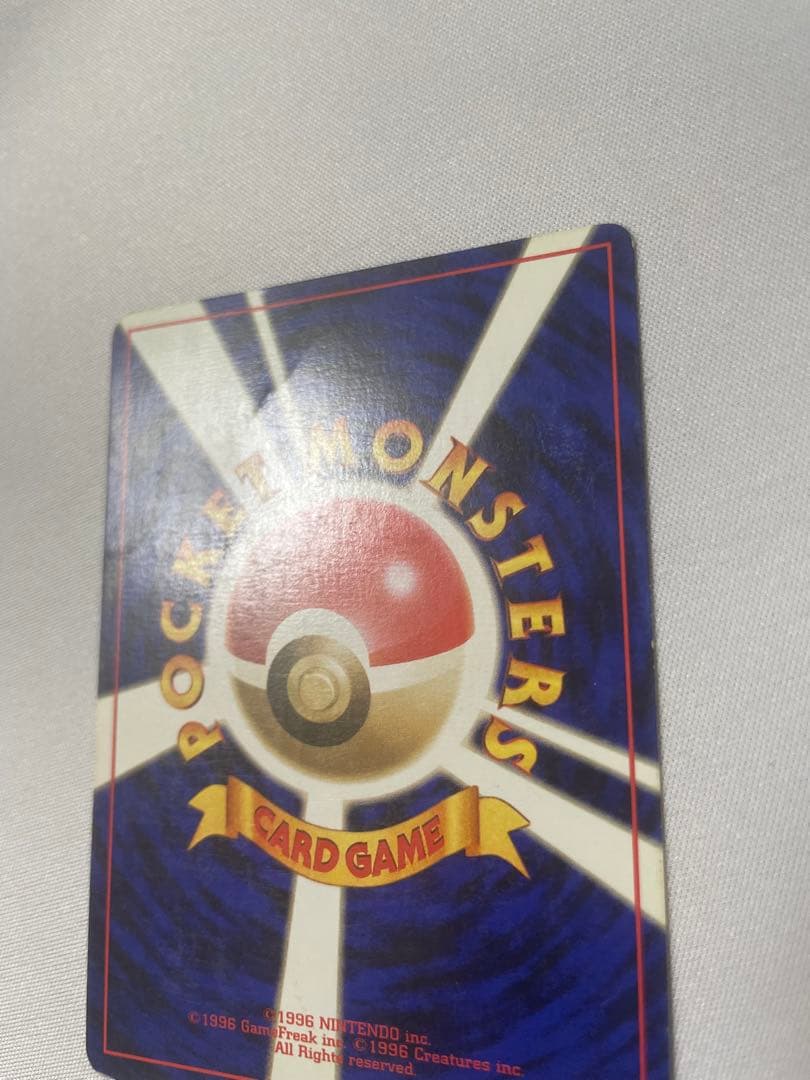 POCKET MONSTERS
CARD GAME
©1996 NINTENDO inc.
©1996 GameFreak inc. ©1996 Creatures inc.
All Rights reserved.